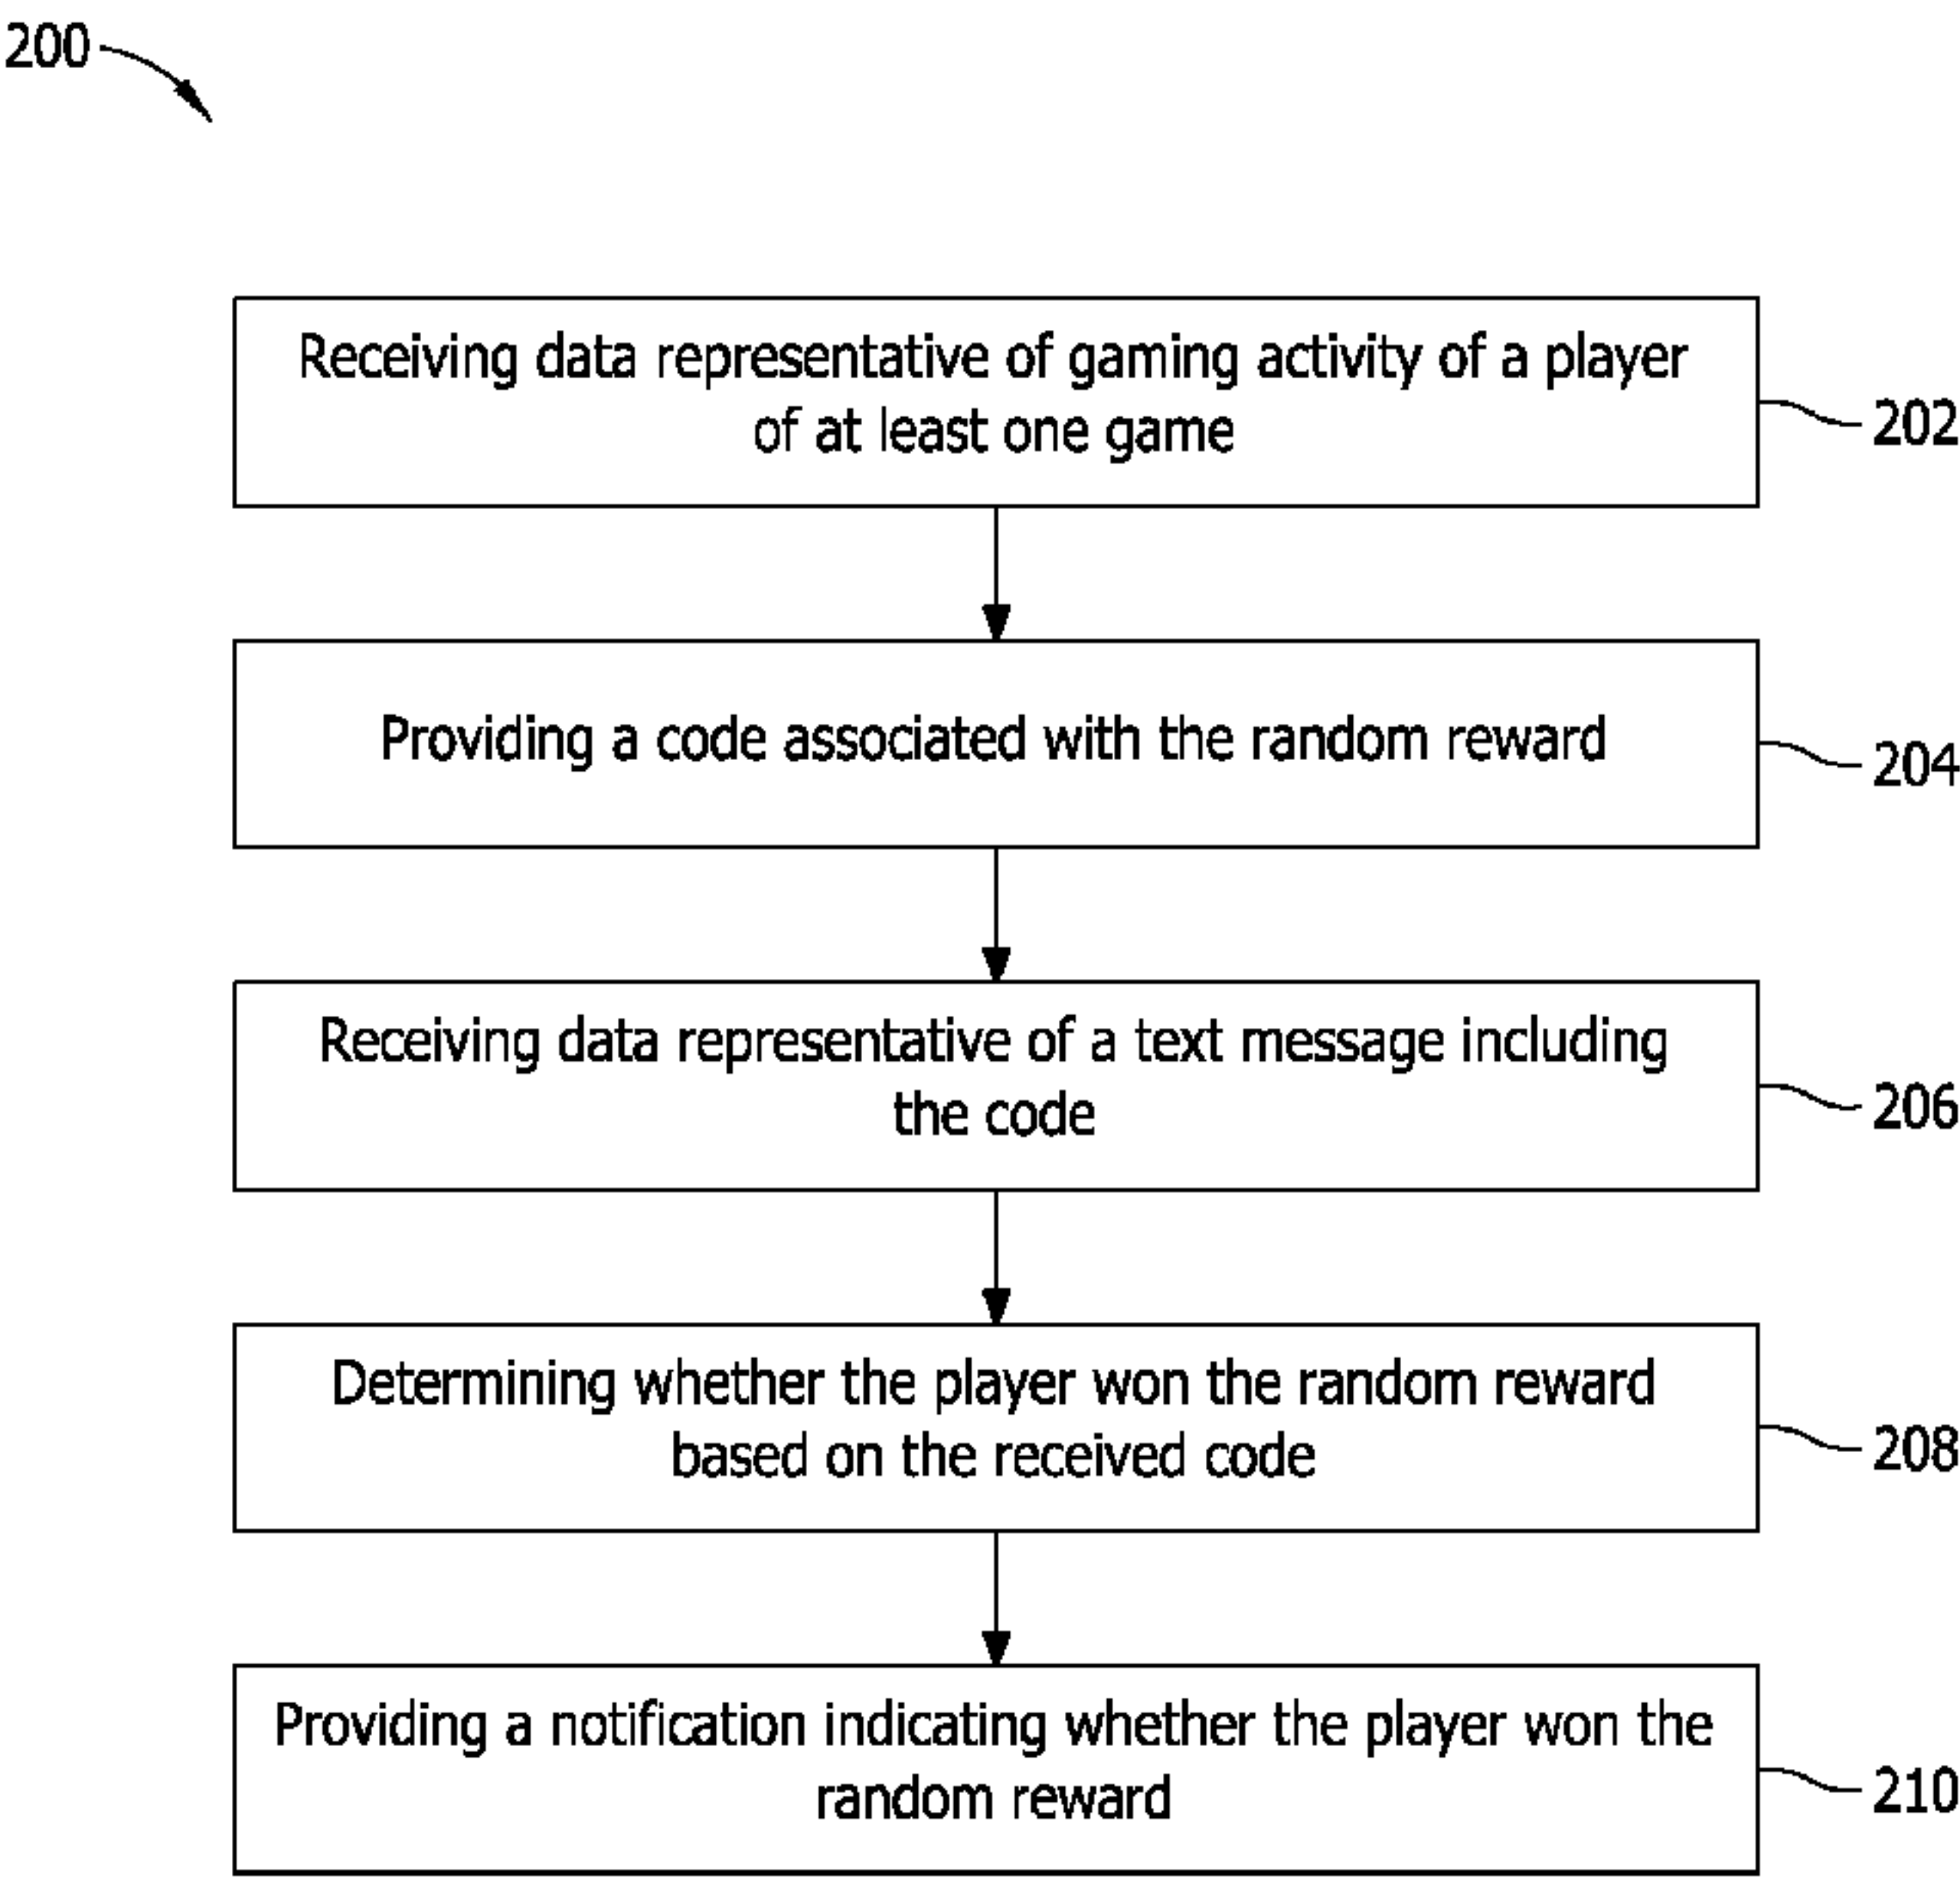 200
Receiving data representative of gaming activity of a player
of at least one game
202
Providing a code associated with the random reward
204
Receiving data representative of a text message including
the code
206
Determining whether the player won the random reward
based on the received code
208
Providing a notification indicating whether the player won the
random reward
210